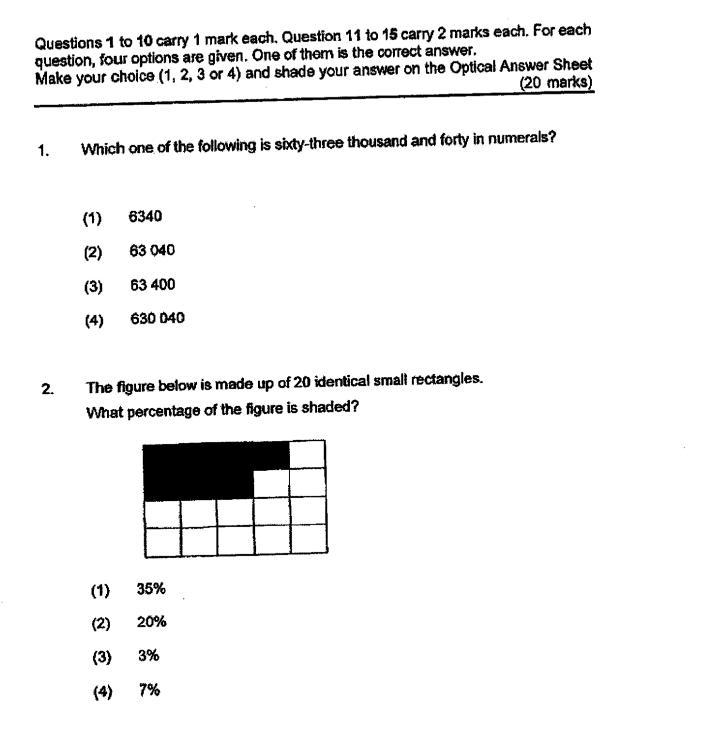 Questions 1 to 10 carry 1 mark each. Question 11 to 15 carry 2 marks each. For each
question, four options are given. One of them is the correct answer.
Make your choice (1, 2, 3 or 4) and shade your answer on the Optical Answer Sheet
(20 marks)
1. Which one of the following is sixty-three thousand and forty in numerals?
(1) 6340
(2) 63 040
(3) 63 400
(4) 630 040
2. The figure below is made up of 20 identical small rectangles.
What percentage of the figure is shaded?
(1) 35%
(2) 20%
(3) 3%
(4) 7%